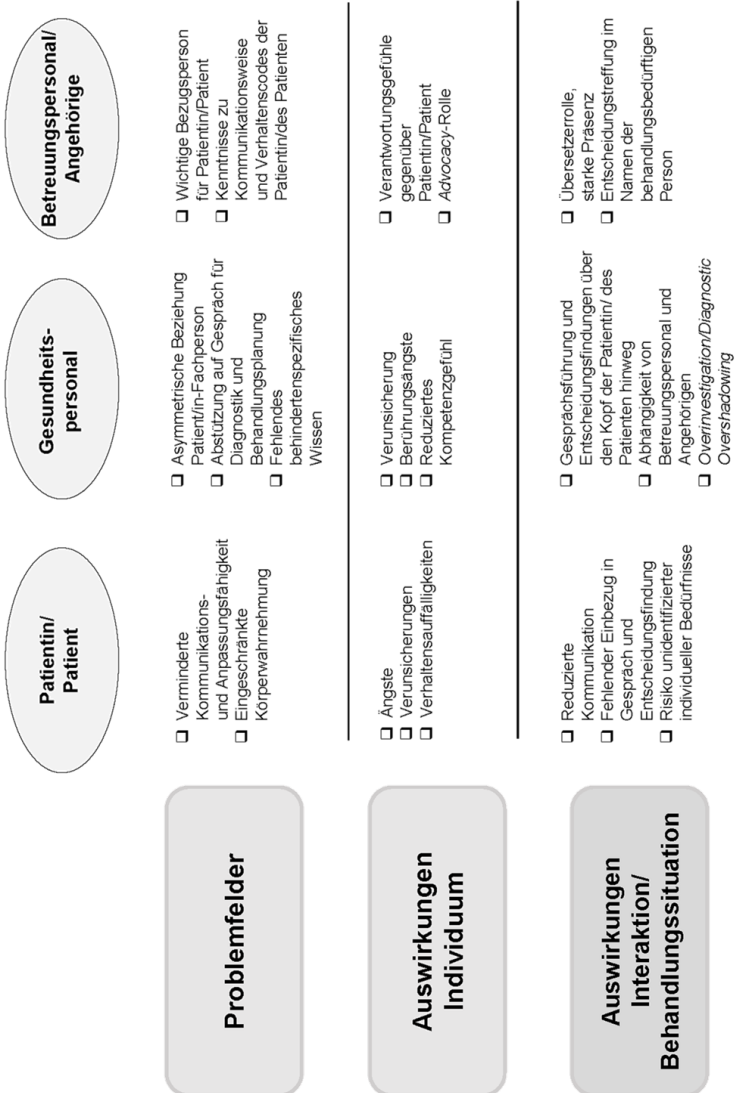 Patientin/
Patient
Gesundheits-
personal
Betreuungspersonal/
Angehörige
Problemfelder
❑ Verminderte
Kommunikations-
und Anpassungsfähigkeit
❑ Eingeschränkte
Körperwahrnehmung
❑ Asymmetrische Beziehung
Patient/in-Fachperson
❑ Abstützung auf Gespräch für
Diagnostik und
Behandlungsplanung
❑ Fehlendes
behindertenspezifisches
Wissen
❑ Wichtige Bezugsperson
für Patientin/Patient
❑ Kenntnisse zu
Kommunikationsweise
und Verhaltenscodes der
Patientin/des Patienten
Auswirkungen
Individuum
❑ Ängste
❑ Verunsicherungen
❑ Verhaltensauffälligkeiten
❑ Verunsicherung
❑ Berührungsängste
❑ Reduziertes
Kompetenzgefühl
❑ Verantwortungsgefühle
gegenüber
Patientin/Patient
❑ Advocacy-Rolle
Auswirkungen
Interaktion/
Behandlungssituation
❑ Reduzierte
Kommunikation
❑ Fehlender Einbezug in
Gespräch und
Entscheidungsfindung
❑ Risiko unidentifizierter
individueller Bedürfnisse
❑ Gesprächsführung und
Entscheidungsfindungen über
den Kopf der Patientin/ des
Patienten hinweg
❑ Abhängigkeit von
Betreuungspersonal und
Angehörigen
❑ Overinvestigation/Diagnostic
Overshadowing
❑ Übersetzerrolle,
starke Präsenz
❑ Entscheidungstreffung im
Namen der
behandlungsbedürftigen
Person